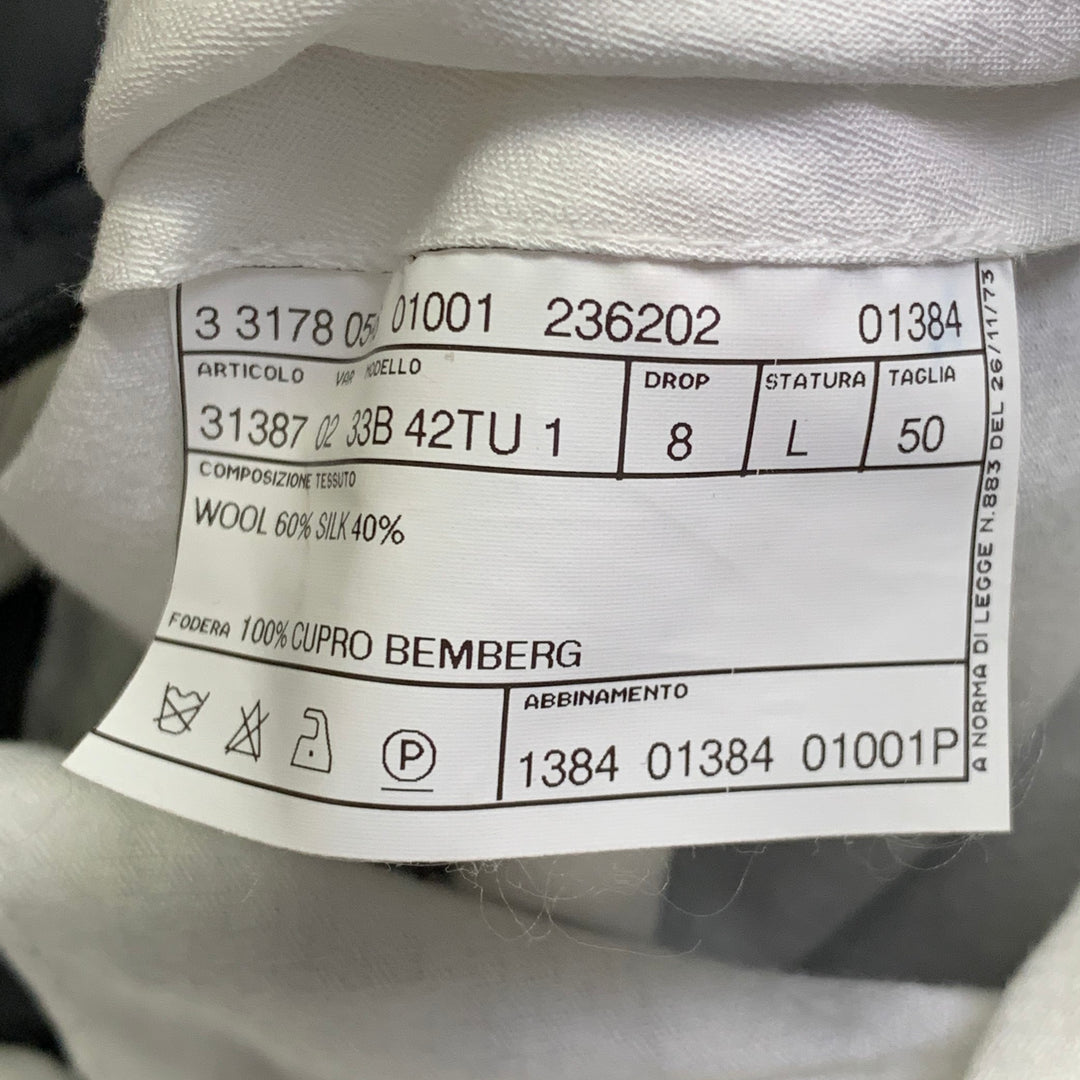 3 3178 05 01001 236202 01384
ARTICOLO VAR MODELLO DROP STATURA TAGLIA
31387 02 33B 42TU 1 8 L 50
COMPOSIZIONE TESSUTO
WOOL 60% SILK 40%
FODERA 100% CUPRO BEMBERG
P
ABBINAMENTO
1384 01384 01001P
A NORMA DI LEGGE N.883 DEL 26/11/73